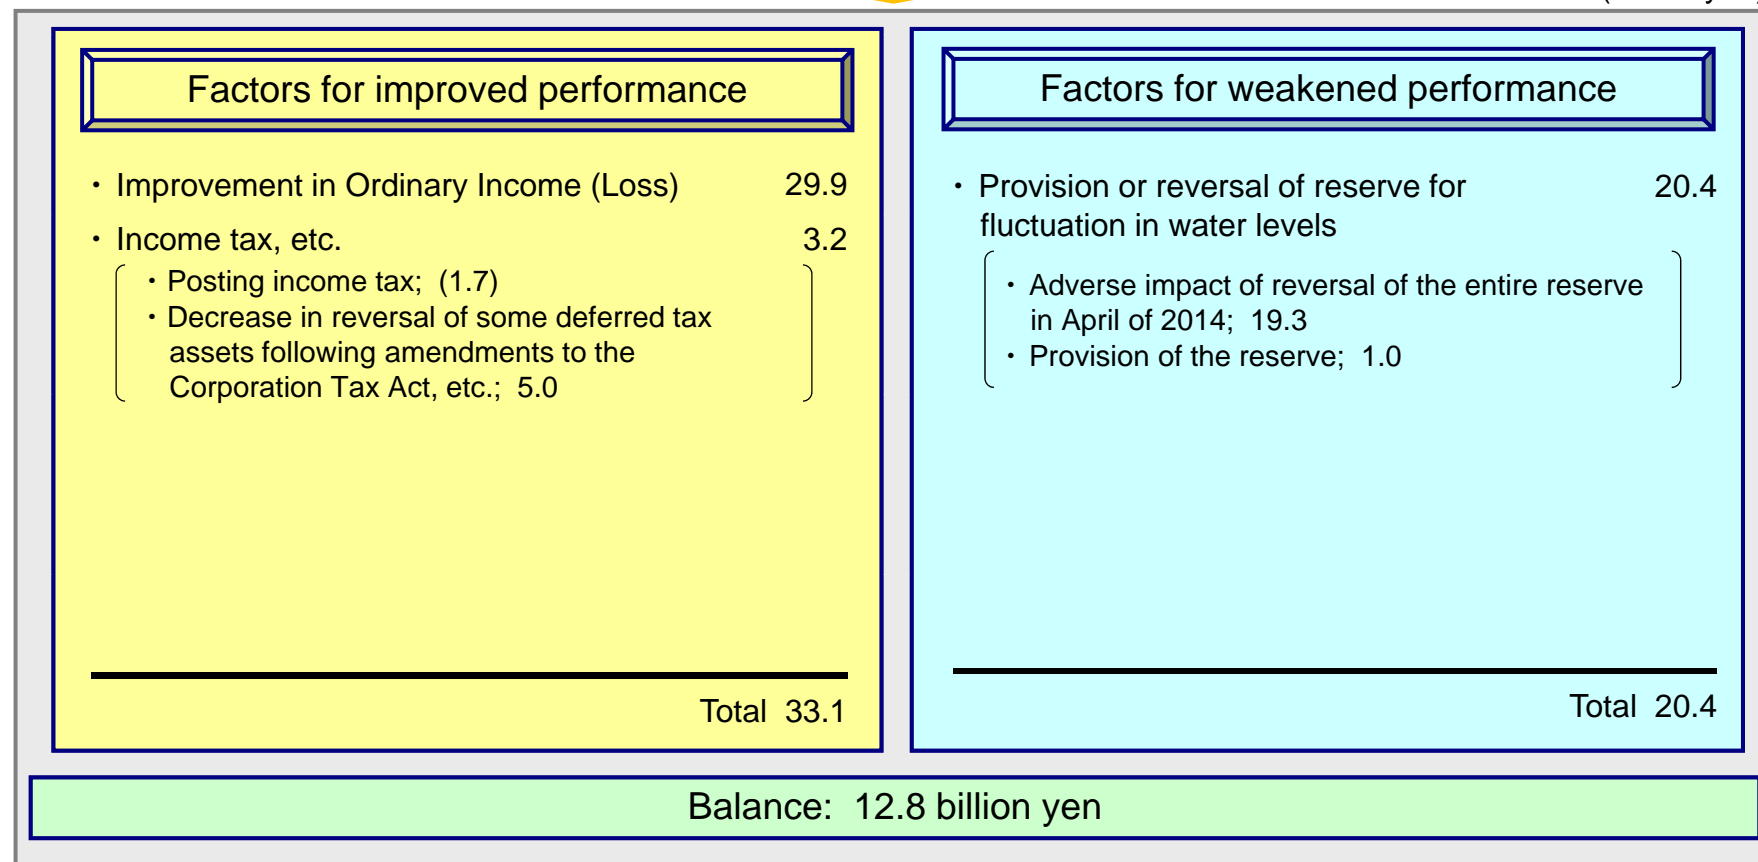 Factors for improved performance
・Improvement in Ordinary Income (Loss) 29.9
・Income tax, etc. 3.2
・Posting income tax; (1.7)
・Decrease in reversal of some deferred tax
assets following amendments to the
Corporation Tax Act, etc.; 5.0
Total 33.1
Factors for weakened performance
・Provision or reversal of reserve for 20.4
fluctuation in water levels
・Adverse impact of reversal of the entire reserve
in April of 2014; 19.3
・Provision of the reserve; 1.0
Total 20.4
Balance: 12.8 billion yen